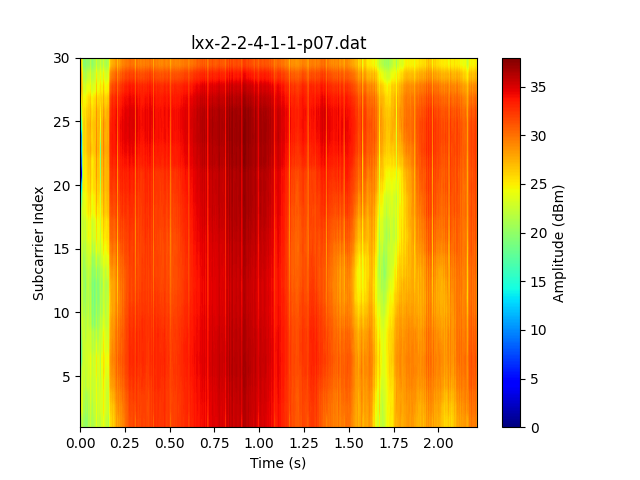 lxx-2-2-4-1-1-p07.dat
30
25
20
15
10
5
Subcarrier Index
0.00 0.25 0.50 0.75 1.00 1.25 1.50 1.75 2.00
Time (s)
35
30
25
20
15
10
5
0
Amplitude (dBm)